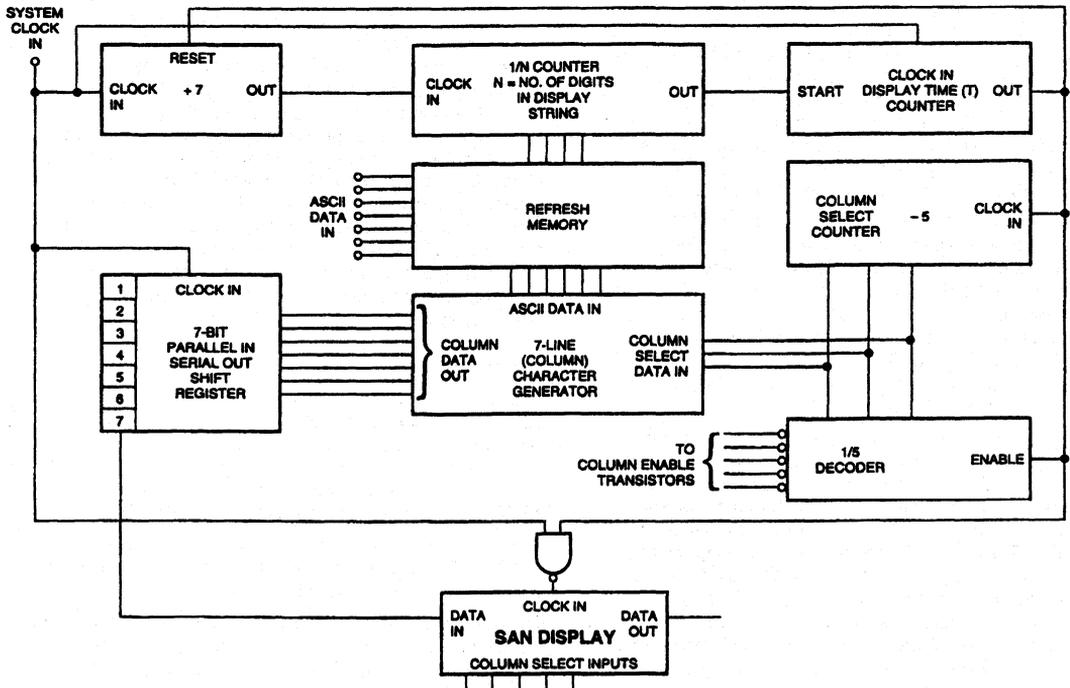 SYSTEM
CLOCK
IN
RESET
CLOCK
IN
+ 7
OUT
CLOCK
IN
1/N COUNTER
N = NO. OF DIGITS
IN DISPLAY
STRING
OUT
START
CLOCK IN
DISPLAY TIME (T)
COUNTER
OUT
ASCII
DATA
IN
REFRESH
MEMORY
COLUMN
SELECT
COUNTER
– 5
CLOCK
IN
1
2
3
4
5
6
7
CLOCK IN
7-BIT
PARALLEL IN
SERIAL OUT
SHIFT
REGISTER
ASCII DATA IN
COLUMN
DATA
OUT
7-LINE
(COLUMN)
CHARACTER
GENERATOR
COLUMN
SELECT
DATA IN
TO
COLUMN ENABLE
TRANSISTORS
1/5
DECODER
ENABLE
CLOCK IN
DATA
IN
DATA
OUT
SAN DISPLAY
COLUMN SELECT INPUTS